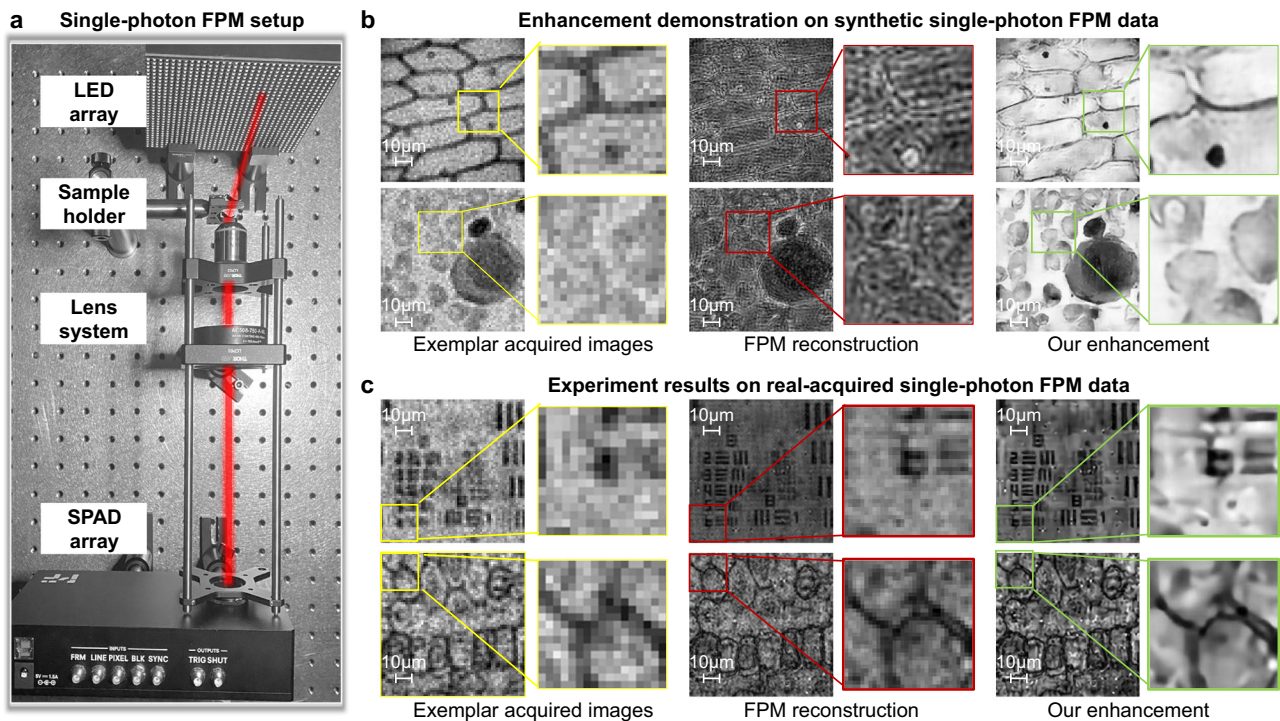 a
Single-photon FPM setup
LED
array
Sample
holder
Lens
system
SPAD
array
INPUTS
OUTPUTS
FRM LINE PIXEL BLK SYNC
TRIG SHUT
5V 1.8A
b
Enhancement demonstration on synthetic single-photon FPM data
10μm
10μm
10μm
10μm
10μm
10μm
Exemplar acquired images
FPM reconstruction
Our enhancement
c
Experiment results on real-acquired single-photon FPM data
10μm
10μm
10μm
10μm
10μm
10μm
Exemplar acquired images
FPM reconstruction
Our enhancement